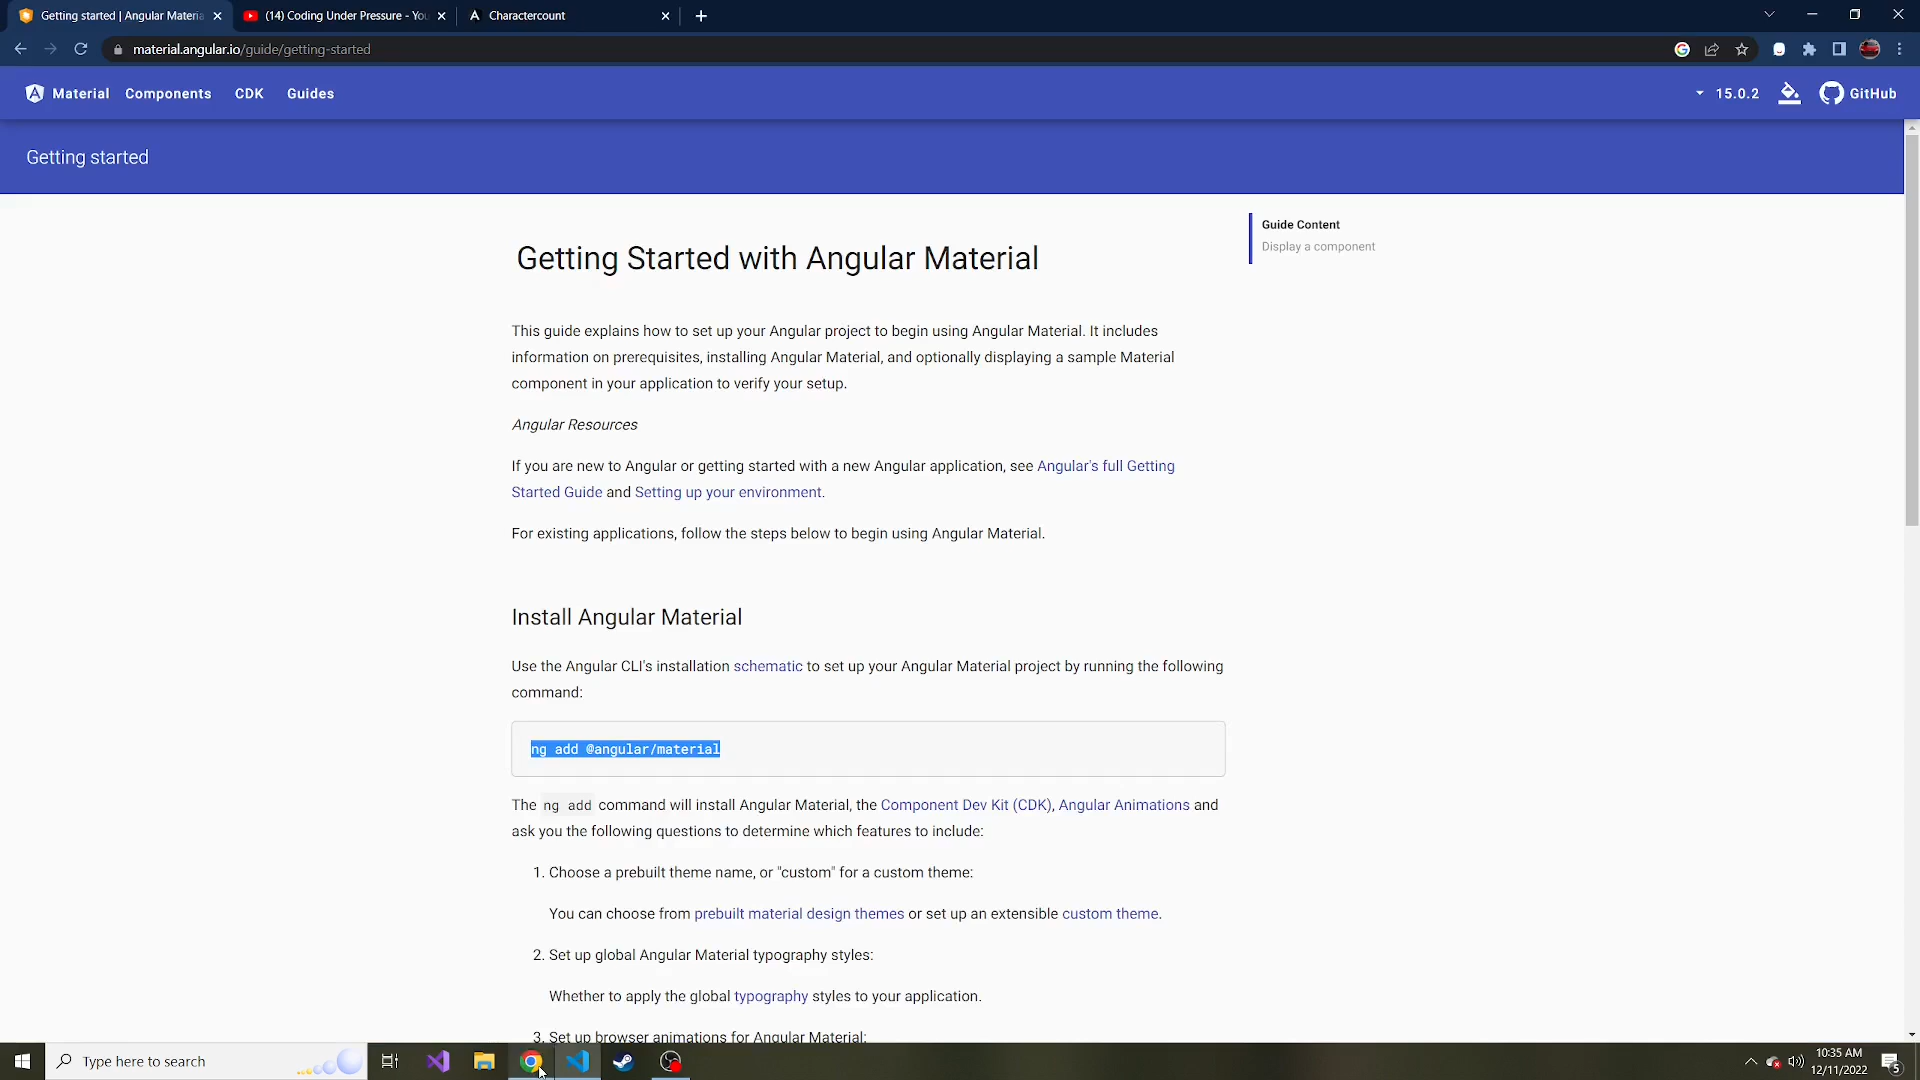 Getting started | Angular Materia
(14) Coding Under Pressure - You
Charactercount
material.angular.io/guide/getting-started
Material
Components
CDK
Guides
15.0.2
GitHub
Getting started
Guide Content
Display a component
Getting Started with Angular Material
This guide explains how to set up your Angular project to begin using Angular Material. It includes
information on prerequisites, installing Angular Material, and optionally displaying a sample Material
component in your application to verify your setup.
Angular Resources
If you are new to Angular or getting started with a new Angular application, see Angular's full Getting
Started Guide and Setting up your environment.
For existing applications, follow the steps below to begin using Angular Material.
Install Angular Material
Use the Angular CLI's installation schematic to set up your Angular Material project by running the following
command:
ng add @angular/material
The ng add command will install Angular Material, the Component Dev Kit (CDK), Angular Animations and
ask you the following questions to determine which features to include:
1. Choose a prebuilt theme name, or "custom" for a custom theme:
You can choose from prebuilt material design themes or set up an extensible custom theme.
2. Set up global Angular Material typography styles:
Whether to apply the global typography styles to your application.
3. Set up browser animations for Angular Material:
Type here to search
10:35 AM
12/11/2022
5